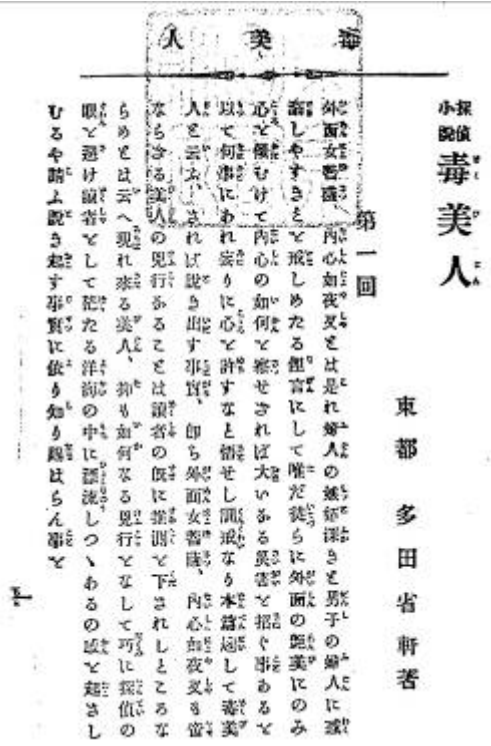 人美毒
探偵小説 毒美人
東都 多田省軒著
第一回
外面女菩薩、内心如夜叉とは是れ婦人の嫉妬深きと男子の婦人に惑
溺しやすきとを戒しめたる俚言にして唯だ徒らに外面の艶美にのみ
心を傾むけて内心の如何を察せざれば大いなる災害を招ぐ事あるを
以て何事にあれ妄りに心を許すなと悟せし訓戒なり本篇題して毒美
人と云ふ、されば説き出す事實、即ち外面女菩薩、内心如夜叉も啻
ならざる美人の兇行あることは讀者の既に推測を下されしところな
らめとは云へ現れ來る美人、抑も如何なる兇行をなして巧に探偵の
眼を避け讀者をして茫たる洋海の中に漂流しつゝあるの感を起さし
むるや請ふ説き起す事實に依り知り給はらん事を
一